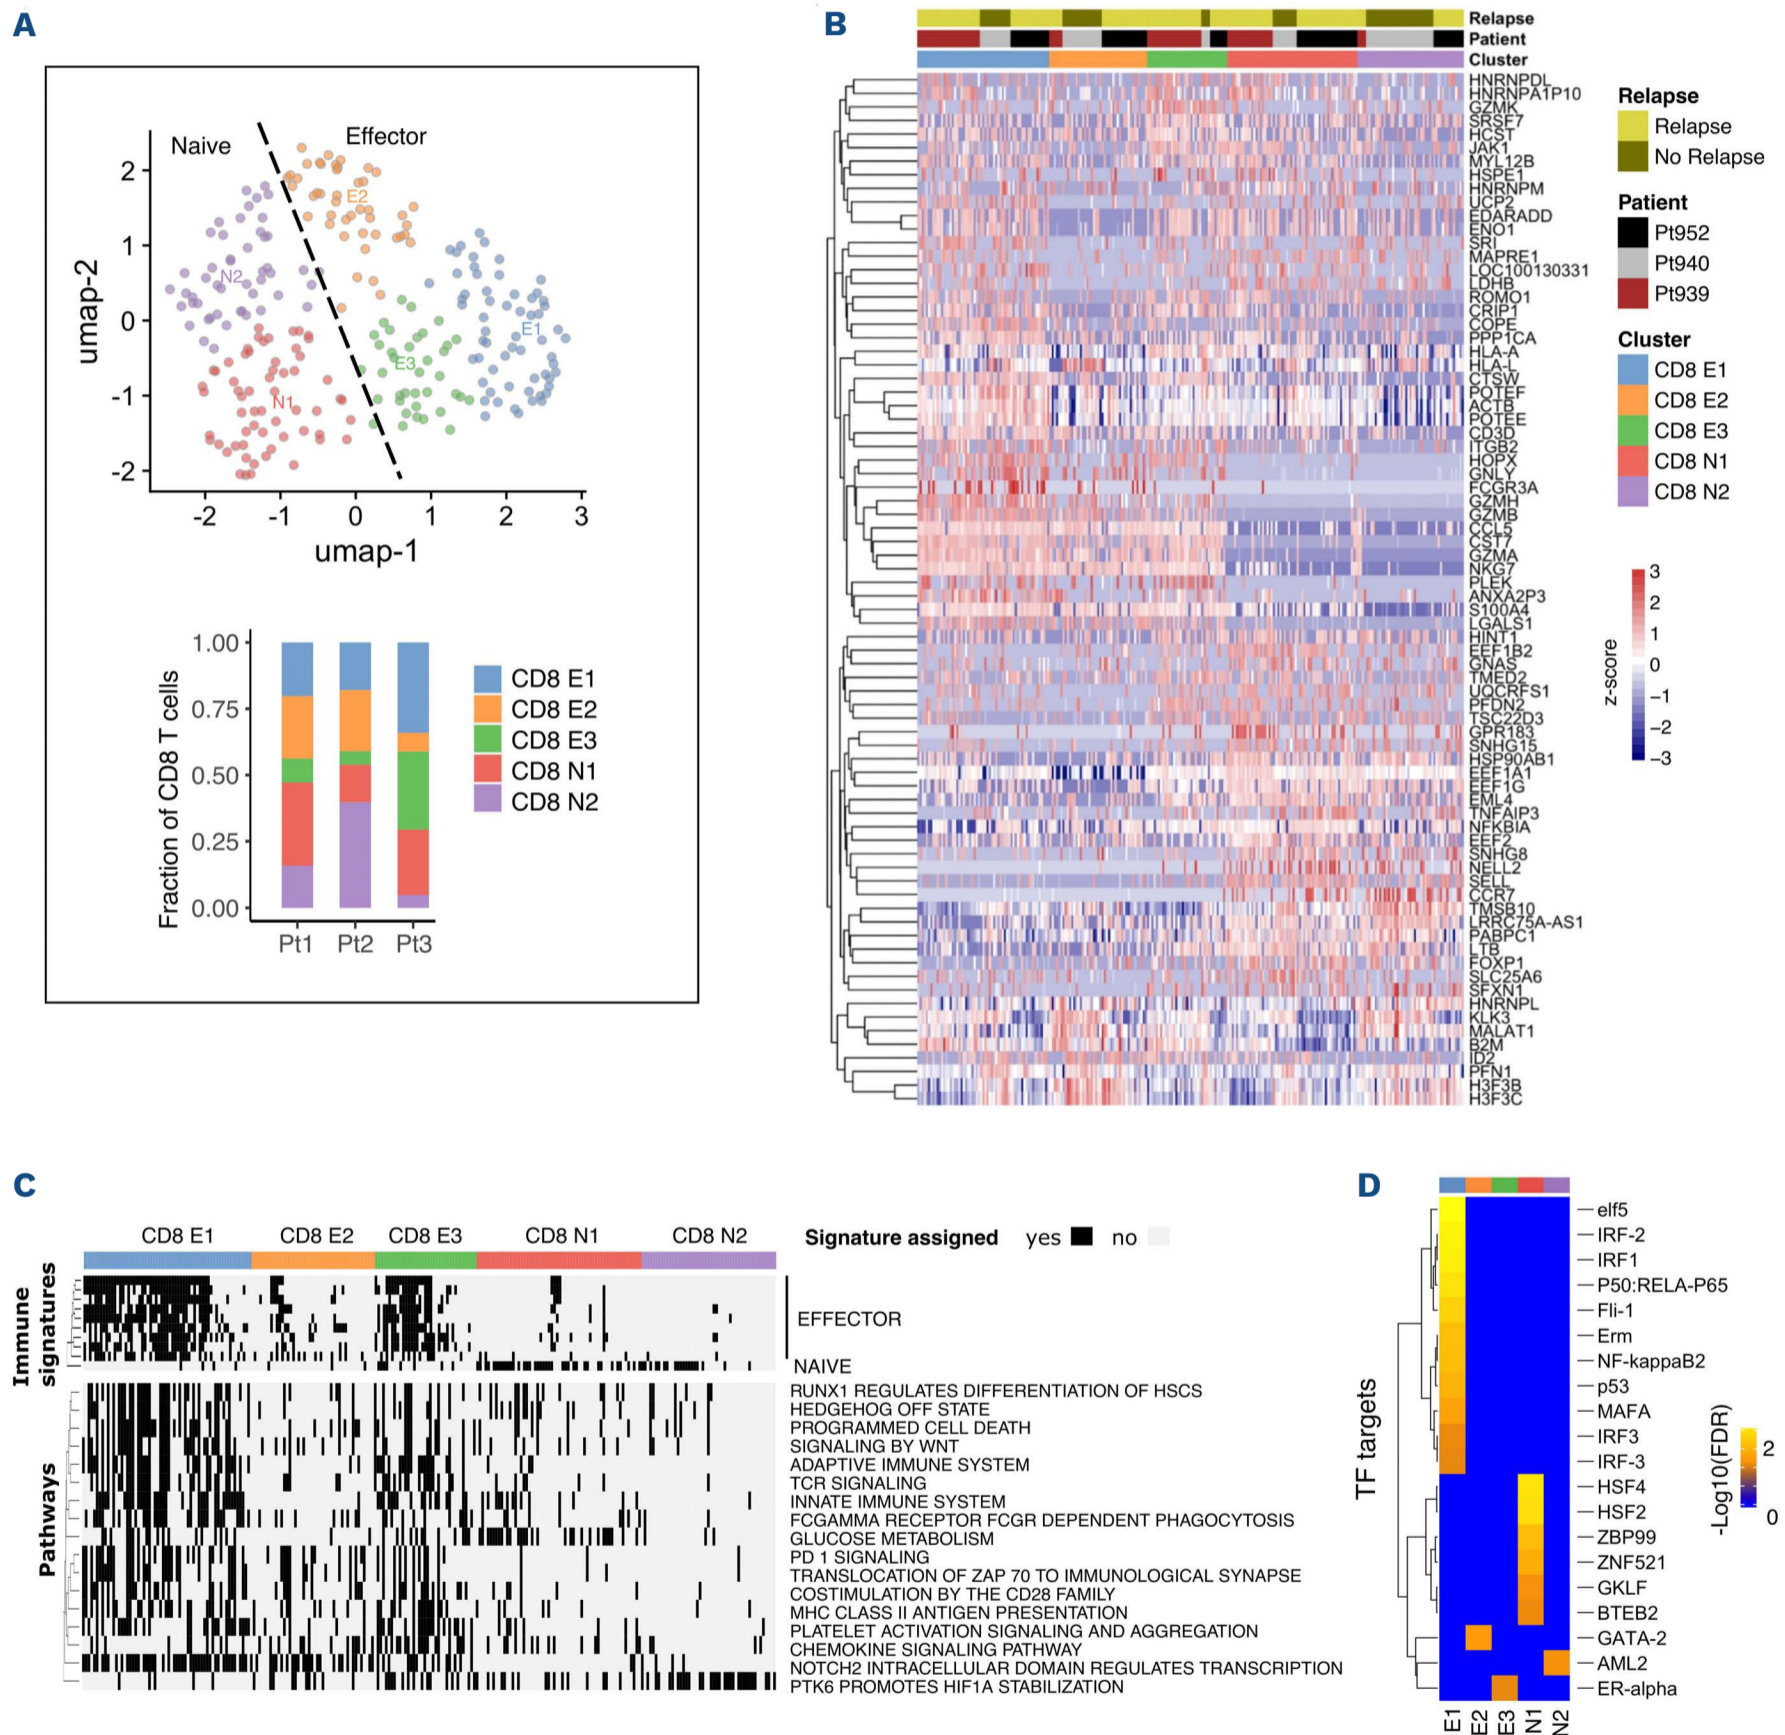 A
Naive
Effector
E2
N2
E1
E3
N1
umap-2
2
1
0
-1
-2
-2
-1
0
1
2
3
umap-1
Fraction of CD8 T cells
1.00
0.75
0.50
0.25
0.00
Pt1
Pt2
Pt3
CD8 E1
CD8 E2
CD8 E3
CD8 N1
CD8 N2
B
Relapse
Patient
Cluster
HNRNPDL
HNRNPA1P10
GZMK
SRSF7
HCST
JAK1
MYL12B
HSPE1
HNRNPM
UCP2
EDARADD
ENO1
SRI
MAPRE1
LOC100130331
LDHB
ROMO1
CRIP1
COPE
PPP1CA
HLA-A
HLA-L
CTSW
POTEF
ACTB
POTEE
CD3D
ITGB2
HOPX
GNLY
FCGR3A
GZMH
GZMB
CCL5
CST7
GZMA
NKG7
PLEK
ANXA2P3
S100A4
LGALS1
HINT1
EEF1B2
GNAS
TMED2
UQCRFS1
PFDN2
TSC22D3
GPR183
SNHG15
HSP90AB1
EEF1A1
EEF1G
EML4
TNFAIP3
NFKBIA
EEF2
SNHG8
NELL2
SELL
CCR7
TMSB10
LRRC75A-AS1
PABPC1
LTB
FOXP1
SLC25A6
SFXN1
HNRNPL
KLK3
MALAT1
B2M
ID2
PFN1
H3F3B
H3F3C
Relapse
Relapse
No Relapse
Patient
Pt952
Pt940
Pt939
Cluster
CD8 E1
CD8 E2
CD8 E3
CD8 N1
CD8 N2
z-score
3
2
1
0
−1
−2
−3
C
CD8 E1
CD8 E2
CD8 E3
CD8 N1
CD8 N2
Signature assigned
yes
no
Immune
signatures
EFFECTOR
NAIVE
Pathways
RUNX1 REGULATES DIFFERENTIATION OF HSCS
HEDGEHOG OFF STATE
PROGRAMMED CELL DEATH
SIGNALING BY WNT
ADAPTIVE IMMUNE SYSTEM
TCR SIGNALING
INNATE IMMUNE SYSTEM
FCGAMMA RECEPTOR FCGR DEPENDENT PHAGOCYTOSIS
GLUCOSE METABOLISM
PD 1 SIGNALING
TRANSLOCATION OF ZAP 70 TO IMMUNOLOGICAL SYNAPSE
COSTIMULATION BY THE CD28 FAMILY
MHC CLASS II ANTIGEN PRESENTATION
PLATELET ACTIVATION SIGNALING AND AGGREGATION
CHEMOKINE SIGNALING PATHWAY
NOTCH2 INTRACELLULAR DOMAIN REGULATES TRANSCRIPTION
PTK6 PROMOTES HIF1A STABILIZATION
D
TF targets
elf5
IRF-2
IRF1
P50:RELA-P65
Fli-1
Erm
NF-kappaB2
p53
MAFA
IRF3
IRF-3
HSF4
HSF2
ZBP99
ZNF521
GKLF
BTEB2
GATA-2
AML2
ER-alpha
E1
E2
E3
N1
N2
-Log10(FDR)
2
0